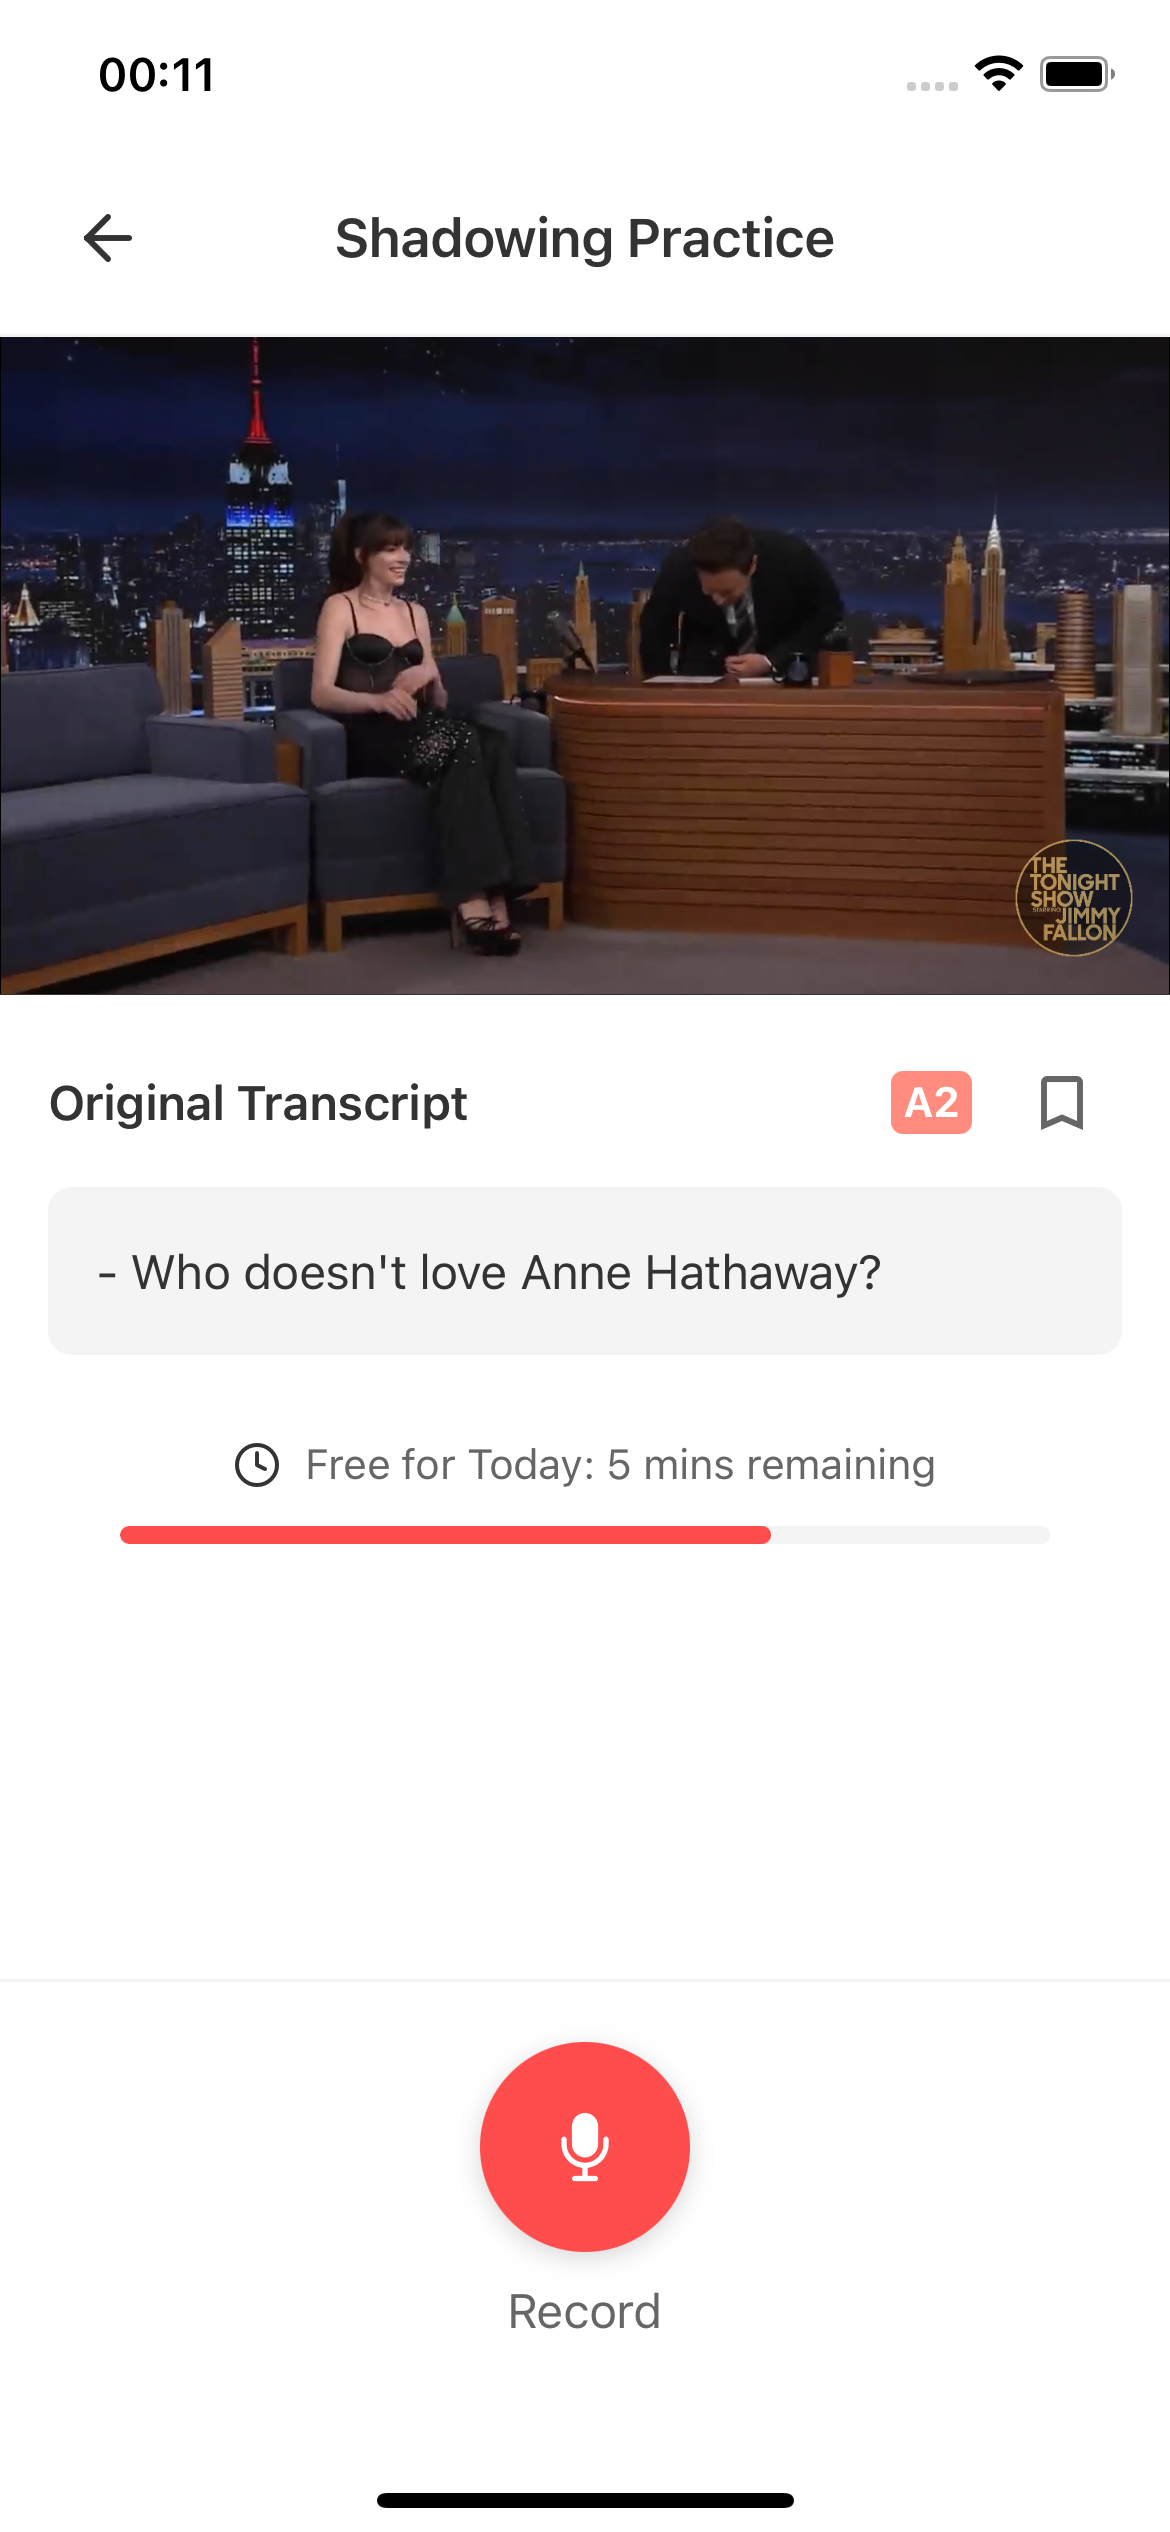 00:11
Shadowing Practice
THE
TONIGHT
SHOW
STARRING
JIMMY
FALLON
Original Transcript
A2
- Who doesn't love Anne Hathaway?
Free for Today: 5 mins remaining
Record